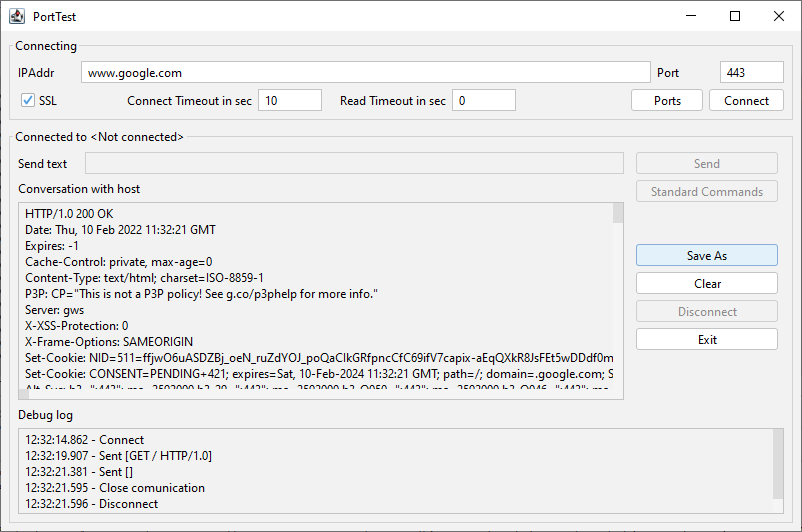 PortTest
Connecting
IPAddr www.google.com Port 443
SSL Connect Timeout in sec 10 Read Timeout in sec 0 Ports Connect
Connected to <Not connected>
Send text Send
Conversation with host Standard Commands
HTTP/1.0 200 OK
Date: Thu, 10 Feb 2022 11:32:21 GMT
Expires: -1
Cache-Control: private, max-age=0
Content-Type: text/html; charset=ISO-8859-1
P3P: CP="This is not a P3P policy! See g.co/p3phelp for more info."
Server: gws
X-XSS-Protection: 0
X-Frame-Options: SAMEORIGIN
Set-Cookie: NID=511=ffjwO6uASDZBj_oeN_ruZdYOJ_poQaCIkGRfpncCfC69ifV7capix-aEqQXkR8JsFEt5wDDdf0m
Set-Cookie: CONSENT=PENDING+421; expires=Sat, 10-Feb-2024 11:32:21 GMT; path=/; domain=.google.com; S
Save As
Clear
Disconnect
Exit
Debug log
12:32:14.862 - Connect
12:32:19.907 - Sent [GET / HTTP/1.0]
12:32:21.381 - Sent []
12:32:21.595 - Close comunication
12:32:21.596 - Disconnect